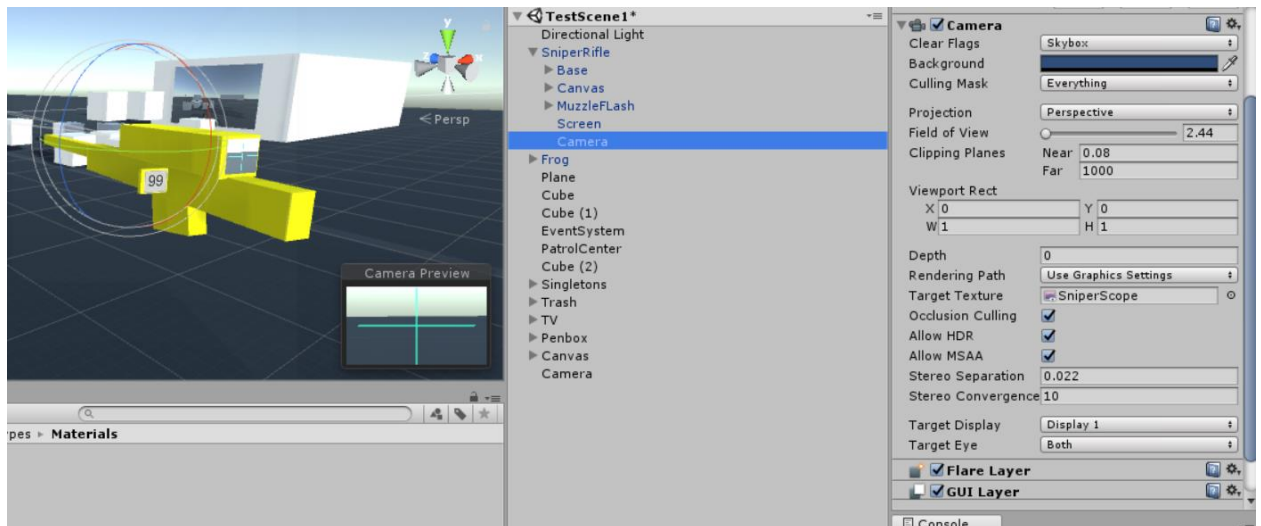 y
z
x
Persp
99
Camera Preview
ypes ▸ Materials
TestScene1*
Directional Light
SniperRifle
Base
Canvas
MuzzleFLash
Screen
Camera
Frog
Plane
Cube
Cube (1)
EventSystem
PatrolCenter
Cube (2)
Singletons
Trash
TV
Penbox
Canvas
Camera
Camera
Clear Flags Skybox
Background
Culling Mask Everything
Projection Perspective
Field of View 2.44
Clipping Planes Near 0.08
Far 1000
Viewport Rect
X 0 Y 0
W 1 H 1
Depth 0
Rendering Path Use Graphics Settings
Target Texture SniperScope
Occlusion Culling
Allow HDR
Allow MSAA
Stereo Separation 0.022
Stereo Convergence 10
Target Display Display 1
Target Eye Both
Flare Layer
GUI Layer
Console